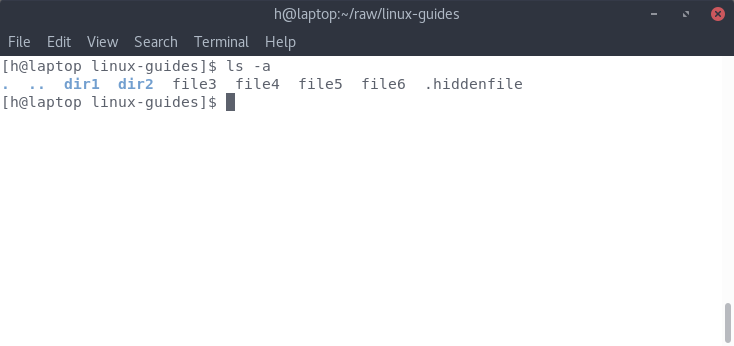 h@laptop:~/raw/linux-guides
File Edit View Search Terminal Help
[h@laptop linux-guides]$ ls -a
. .. dir1 dir2 file3 file4 file5 file6 .hiddenfile
[h@laptop linux-guides]$